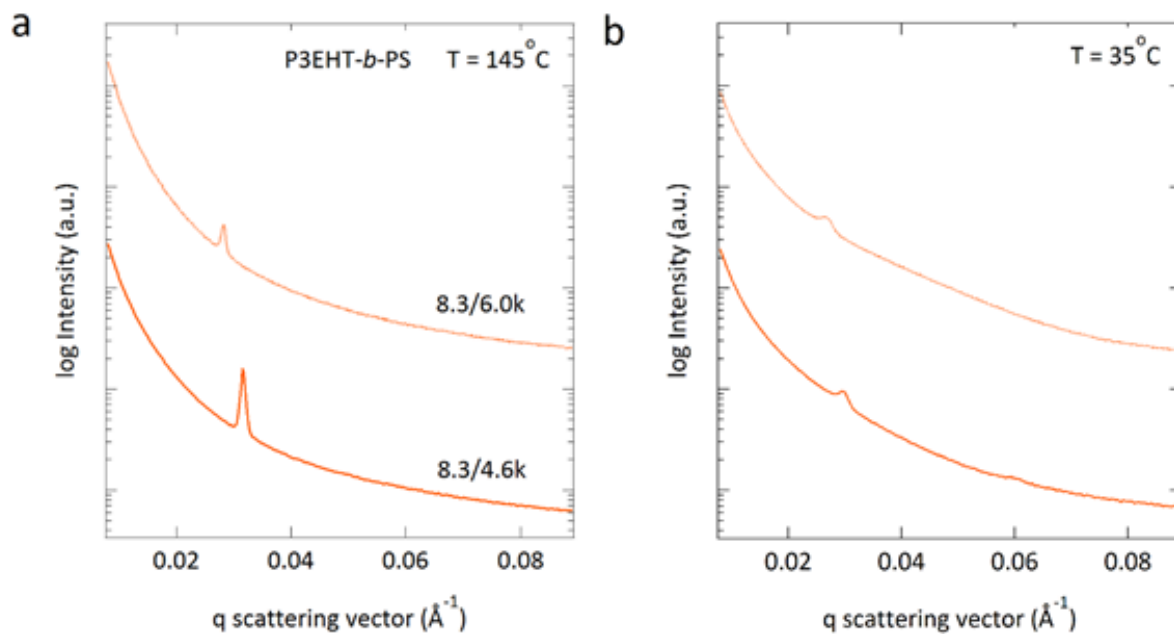 a
P3EHT-b-PS T = 145°C
log Intensity (a.u.)
8.3/6.0k
8.3/4.6k
0.02 0.04 0.06 0.08
q scattering vector (Å⁻¹)
b
T = 35°C
log Intensity (a.u.)
0.02 0.04 0.06 0.08
q scattering vector (Å⁻¹)